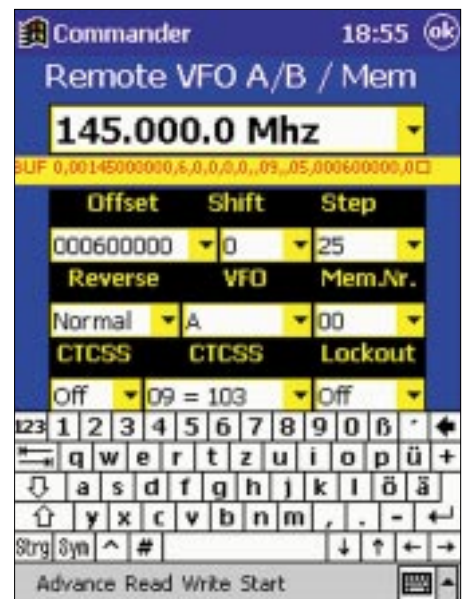 Commander 18:55 ok
Remote VFO A/B / Mem
145.000.0 Mhz
BUF 0,00145000000,6,0,0,0,0,,09,,05,000600000,0
Offset Shift Step
000600000 0 25
Reverse VFO Mem.Nr.
Normal A 00
CTCSS CTCSS Lockout
Off 09 = 103 Off
123 1 2 3 4 5 6 7 8 9 0 ß ´
q w e r t z u i o p ü +
a s d f g h j k l ö ä
y x c v b n m , . -
Strg Sym ^ #
Advance Read Write Start